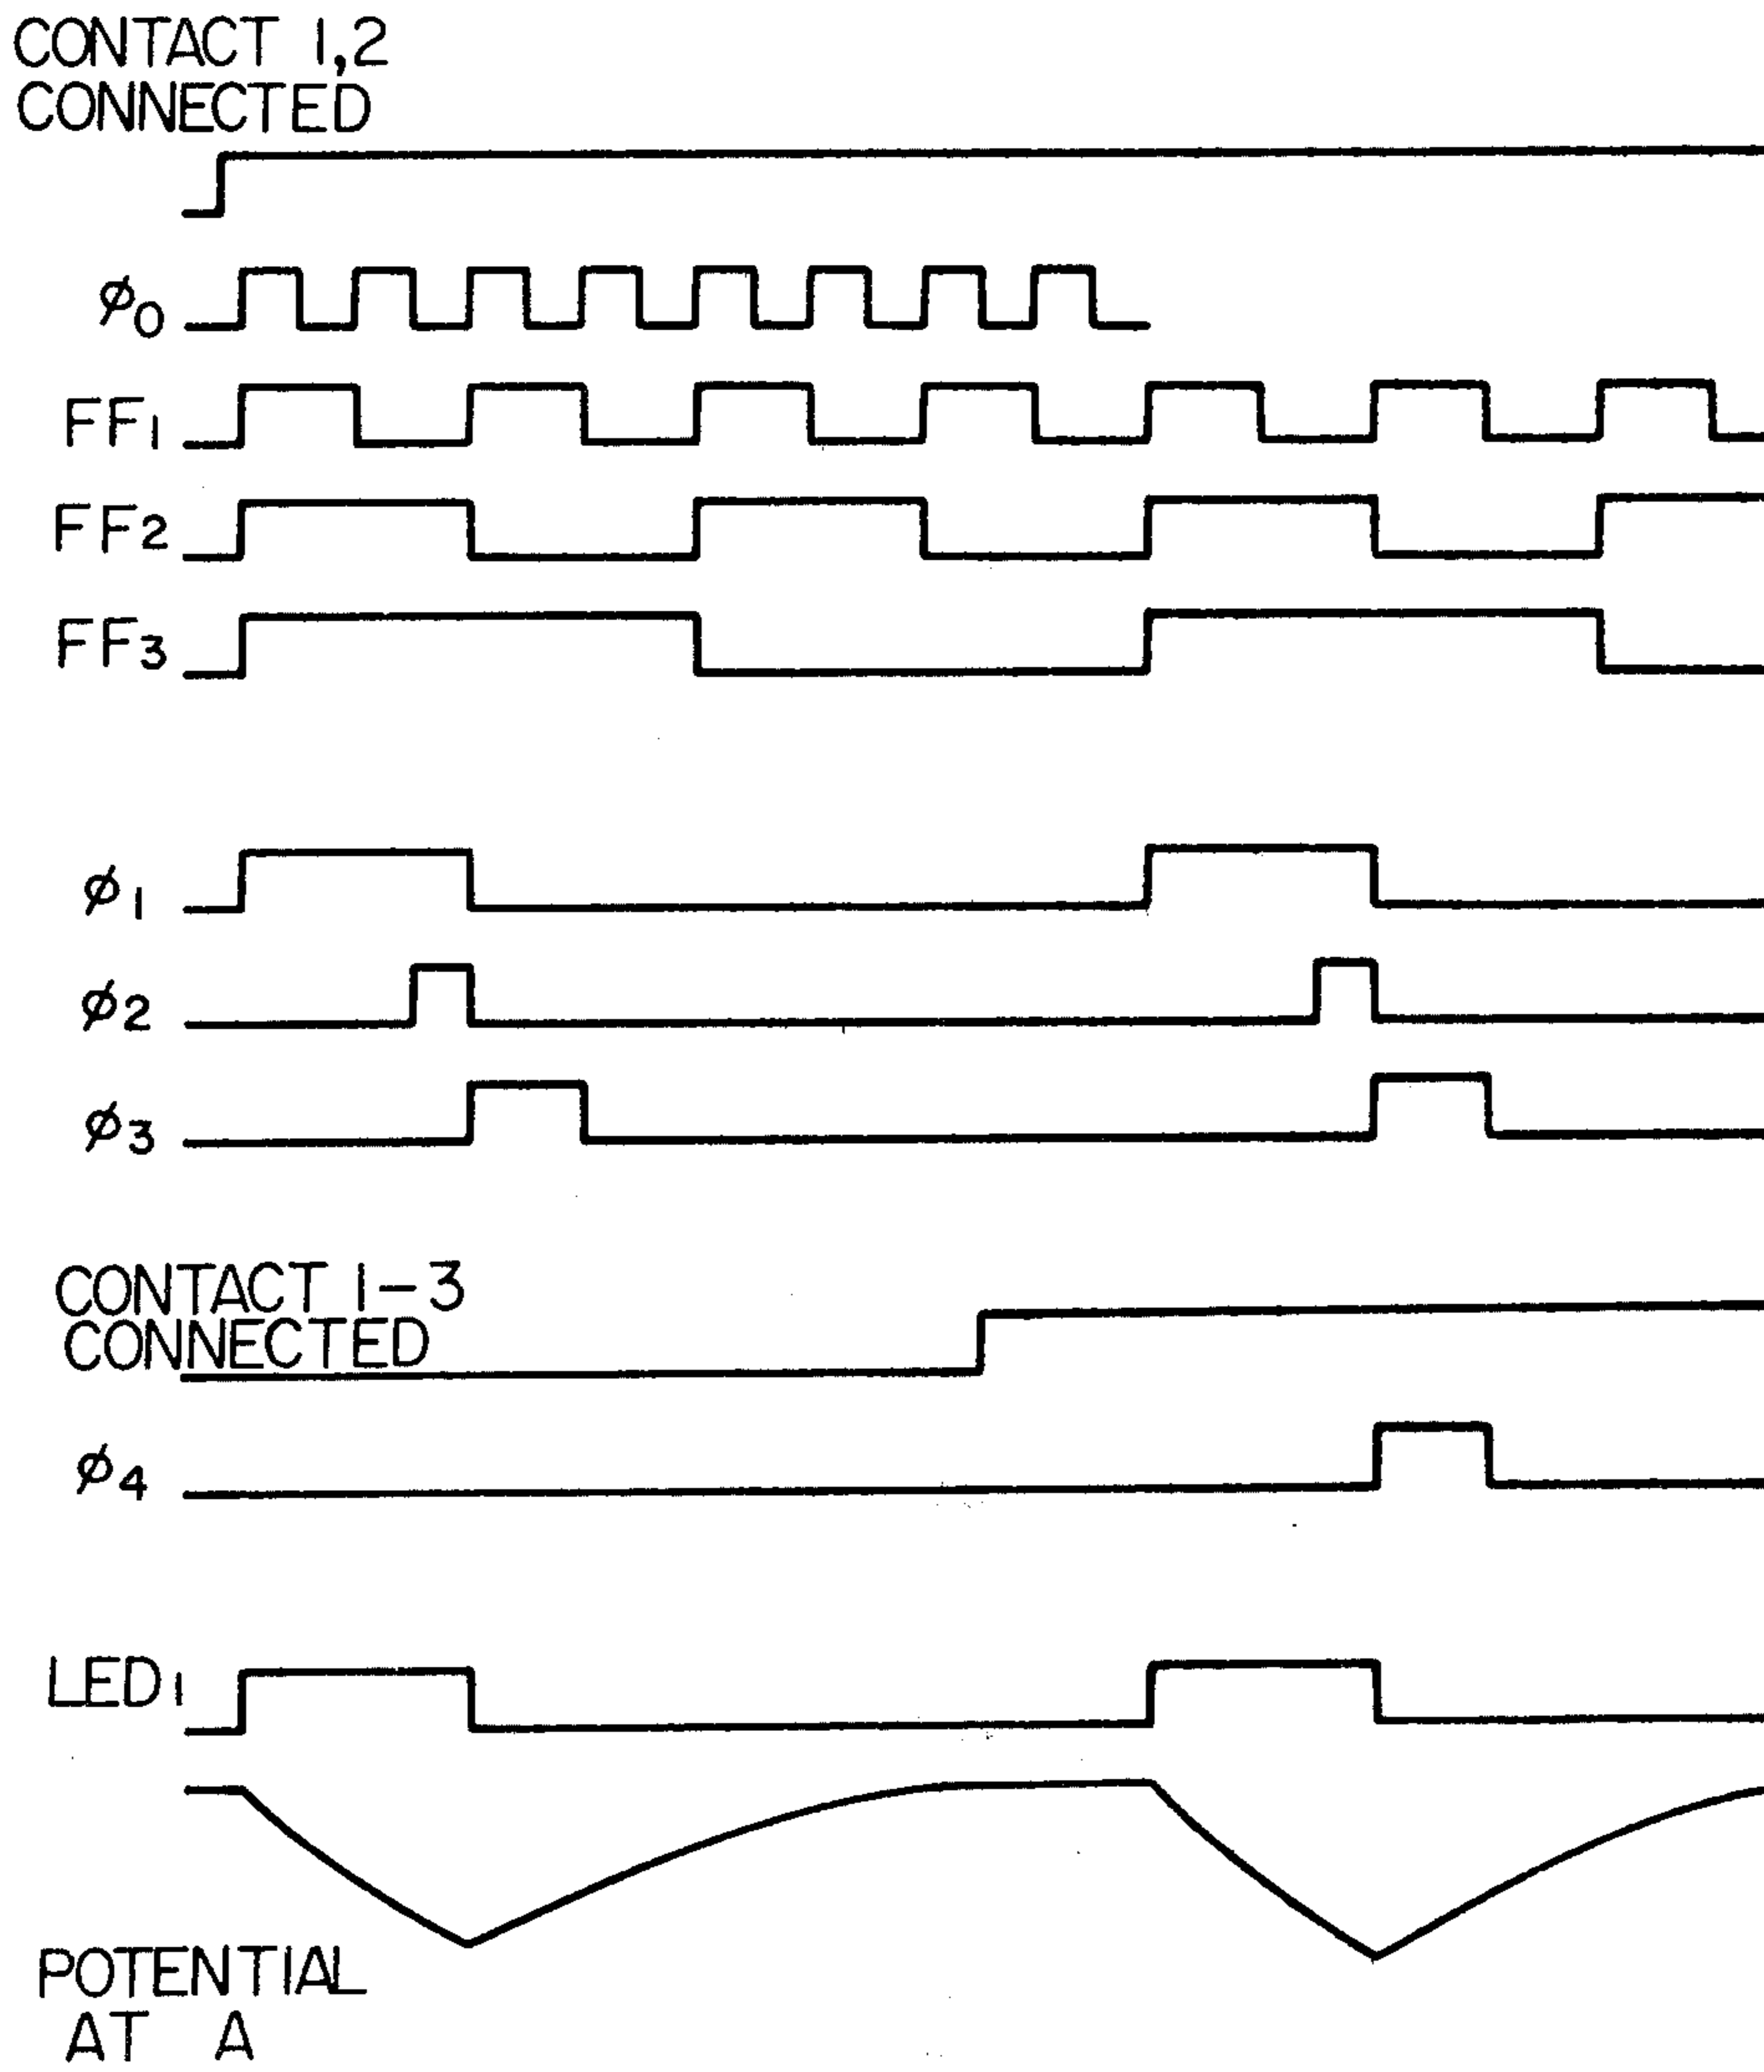 CONTACT 1,2
CONNECTED
φ0
FF1
FF2
FF3
φ1
φ2
φ3
CONTACT 1-3
CONNECTED
φ4
LED1
POTENTIAL
AT A